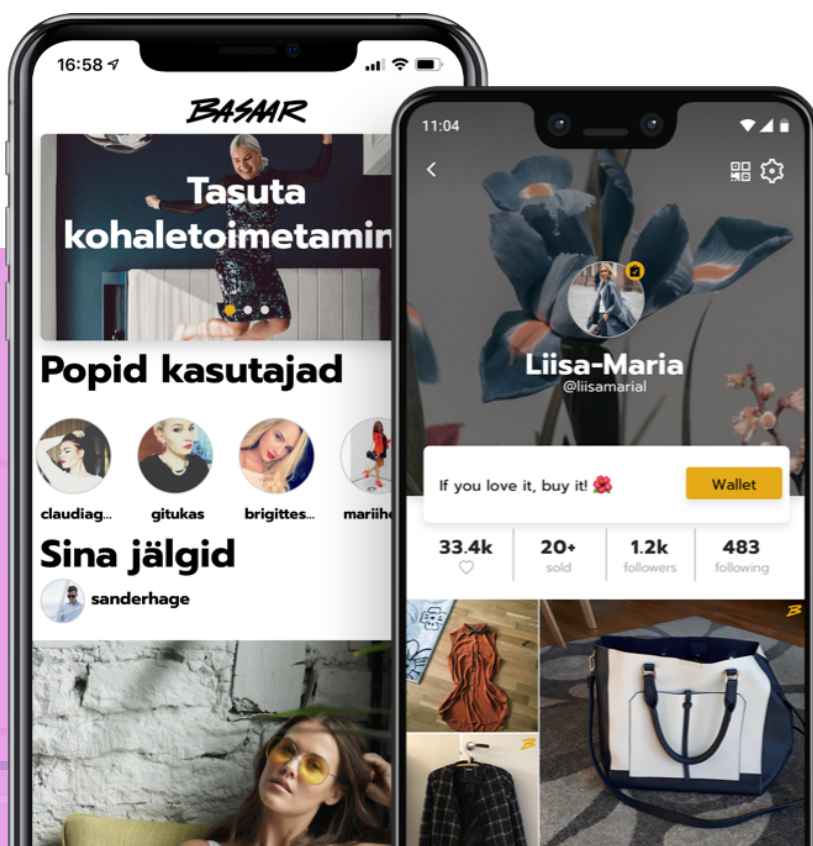 16:58
BASAAR
Tasuta
kohaletoimetamin
Popid kasutajad
claudiag...
gitukas
brigittes...
mariihe
Sina jälgid
sanderhage
11:04
Liisa-Maria
@liisamarial
If you love it, buy it! 🌺
Wallet
33.4k
20+
sold
1.2k
followers
483
following
B
B